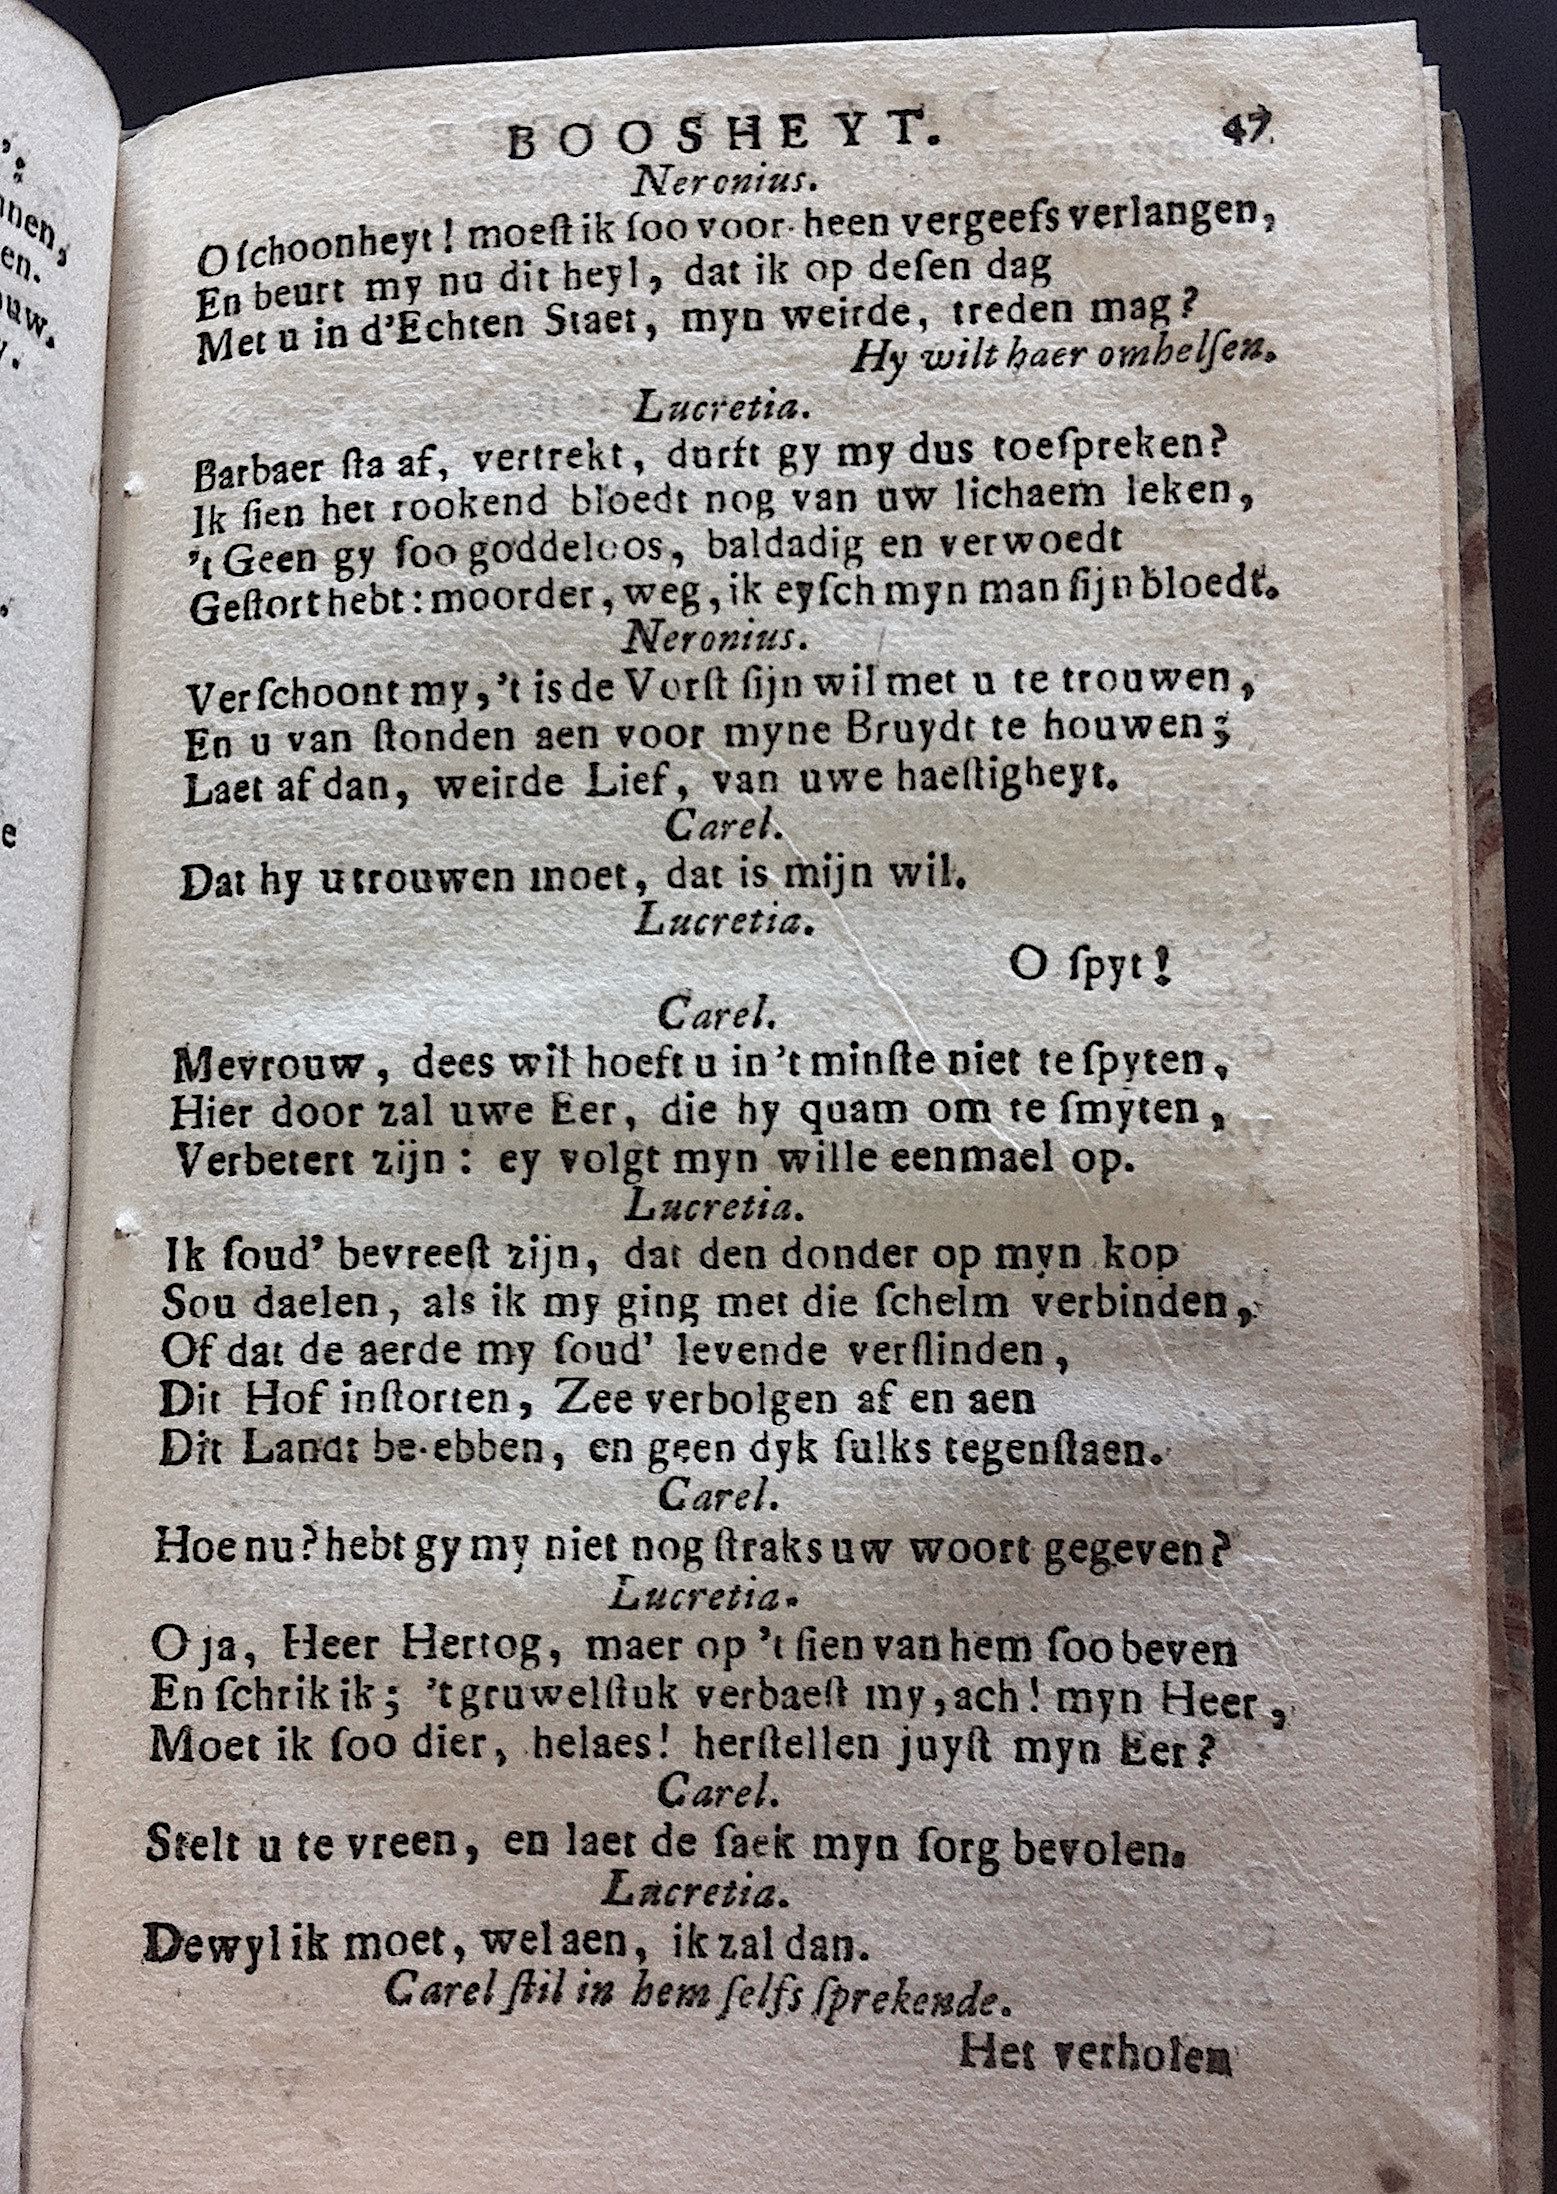 ':
nnen,
en.
ouw.
e
BOOSHEYT. 47
Neronius.
O ſchoonheyt! moeſt ik ſoo voor heen vergeefs verlangen,
En beurt my nu dit heyl, dat ik op deſen dag
Met u in d'Echten Staet, myn weirde, treden mag?
Hy wilt haer omhelſen.
Lucretia.
Barbaer ſta af, vertrekt, durft gy my dus toeſpreken?
Ik ſien het rookend bloedt nog van uw lichaem leken,
't Geen gy ſoo goddeloos, baldadig en verwoedt
Geſtort hebt: moorder, weg, ik eyſch myn man ſijn bloedt.
Neronius.
Verſchoont my, 't is de Vorſt ſijn wil met u te trouwen,
En u van ſtonden aen voor myne Bruydt te houwen;
Laet af dan, weirde Lief, van uwe haeſtigheyt.
Carel.
Dat hy u trouwen moet, dat is mijn wil.
Lucretia.
O ſpyt!
Carel.
Mevrouw, dees wil hoeft u in 't minſte niet te ſpyten,
Hier door zal uwe Eer, die hy quam om te ſmyten,
Verbetert zijn: ey volgt myn wille eenmael op.
Lucretia.
Ik ſoud' bevreeſt zijn, dat den donder op myn kop
Sou daelen, als ik my ging met die ſchelm verbinden,
Of dat de aerde my ſoud' levende verſlinden,
Dit Hof inſtorten, Zee verbolgen af en aen
Dit Landt be-ebben, en geen dyk ſulks tegenſtaen.
Carel.
Hoe nu? hebt gy my niet nog ſtraks uw woort gegeven?
Lucretia.
O ja, Heer Hertog, maer op 't ſien van hem ſoo beven
En ſchrik ik; 't gruwelſtuk verbaeſt my, ach! myn Heer,
Moet ik ſoo dier, helaes! herſtellen juyſt myn Eer?
Carel.
Stelt u te vreen, en laet de ſaek myn ſorg bevolen.
Lucretia.
Dewyl ik moet, welaen, ik zal dan.
Carel ſtil in hem ſelfs ſprekende.
Het verholen